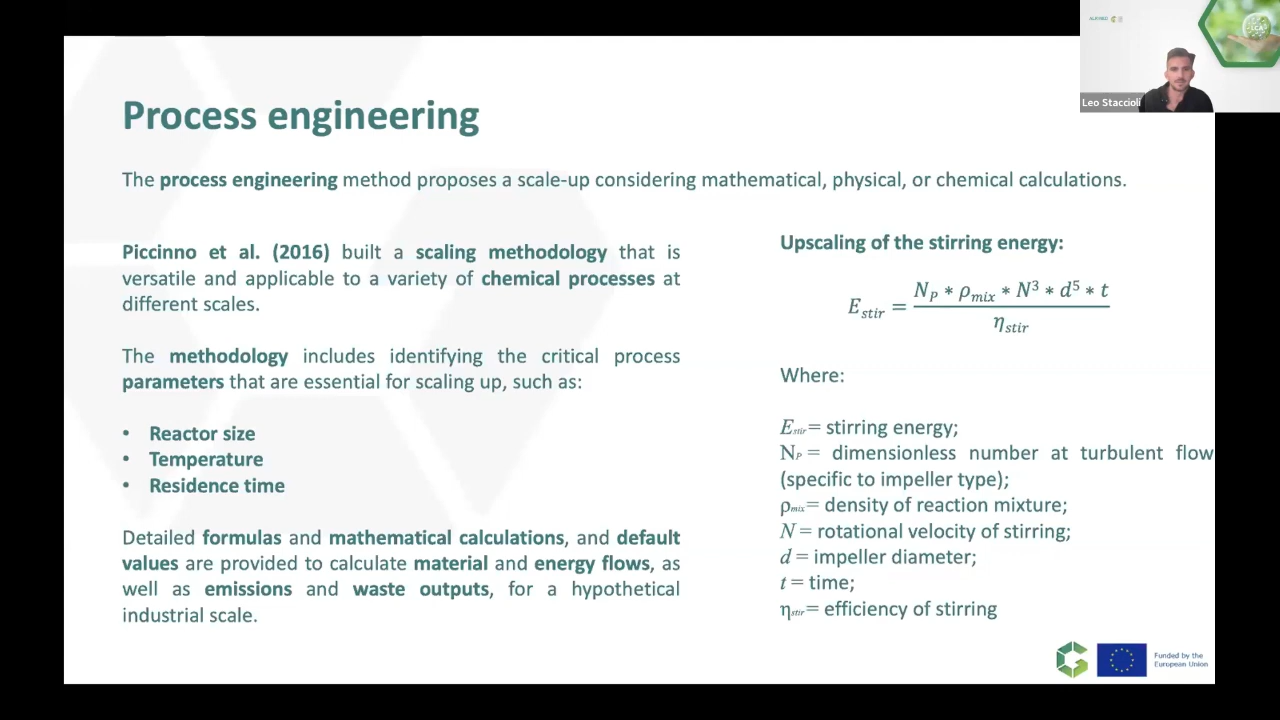 Process engineering
The process engineering method proposes a scale-up considering mathematical, physical, or chemical calculations.
Piccinno et al. (2016) built a scaling methodology that is
versatile and applicable to a variety of chemical processes at
different scales.
The methodology includes identifying the critical process
parameters that are essential for scaling up, such as:
• Reactor size
• Temperature
• Residence time
Detailed formulas and mathematical calculations, and default
values are provided to calculate material and energy flows, as
well as emissions and waste outputs, for a hypothetical
industrial scale.
Upscaling of the stirring energy:
E_stir = (N_P * ρ_mix * N³ * d⁵ * t) / η_stir
Where:
E_stir = stirring energy;
N_P = dimensionless number at turbulent flow
(specific to impeller type);
ρ_mix = density of reaction mixture;
N = rotational velocity of stirring;
d = impeller diameter;
t = time;
η_stir = efficiency of stirring
Funded by the
European Union
Leo Staccioli
LCA